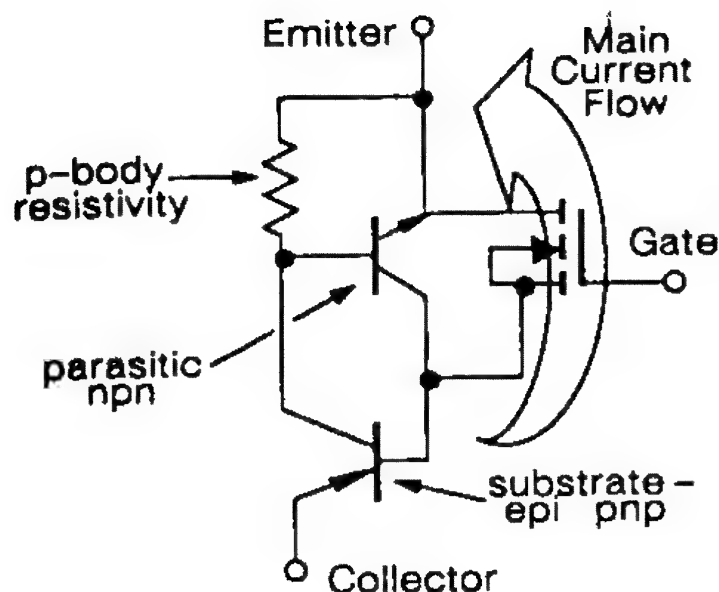 Emitter
Main
Current
Flow
p-body
resistivity
Gate
parasitic
npn
substrate-
epi pnp
Collector